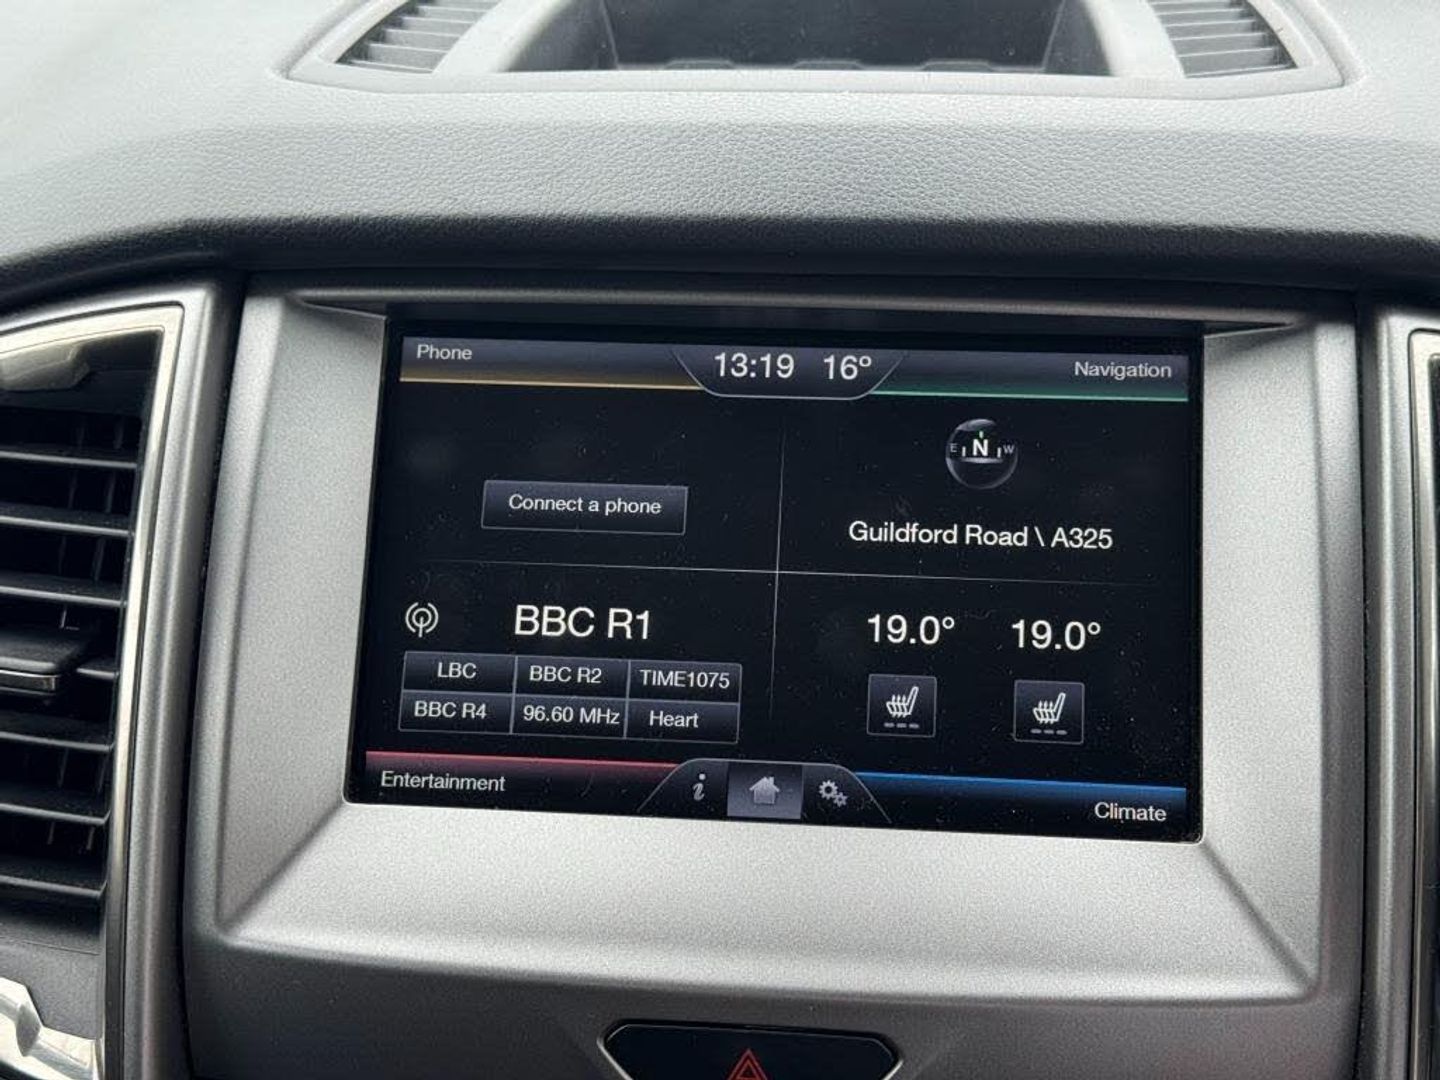 Phone
13:19 16°
Navigation
E N W
Connect a phone
Guildford Road \ A325
BBC R1
LBC BBC R2 TIME1075
BBC R4 96.60 MHz Heart
19.0° 19.0°
Entertainment
i
Climate